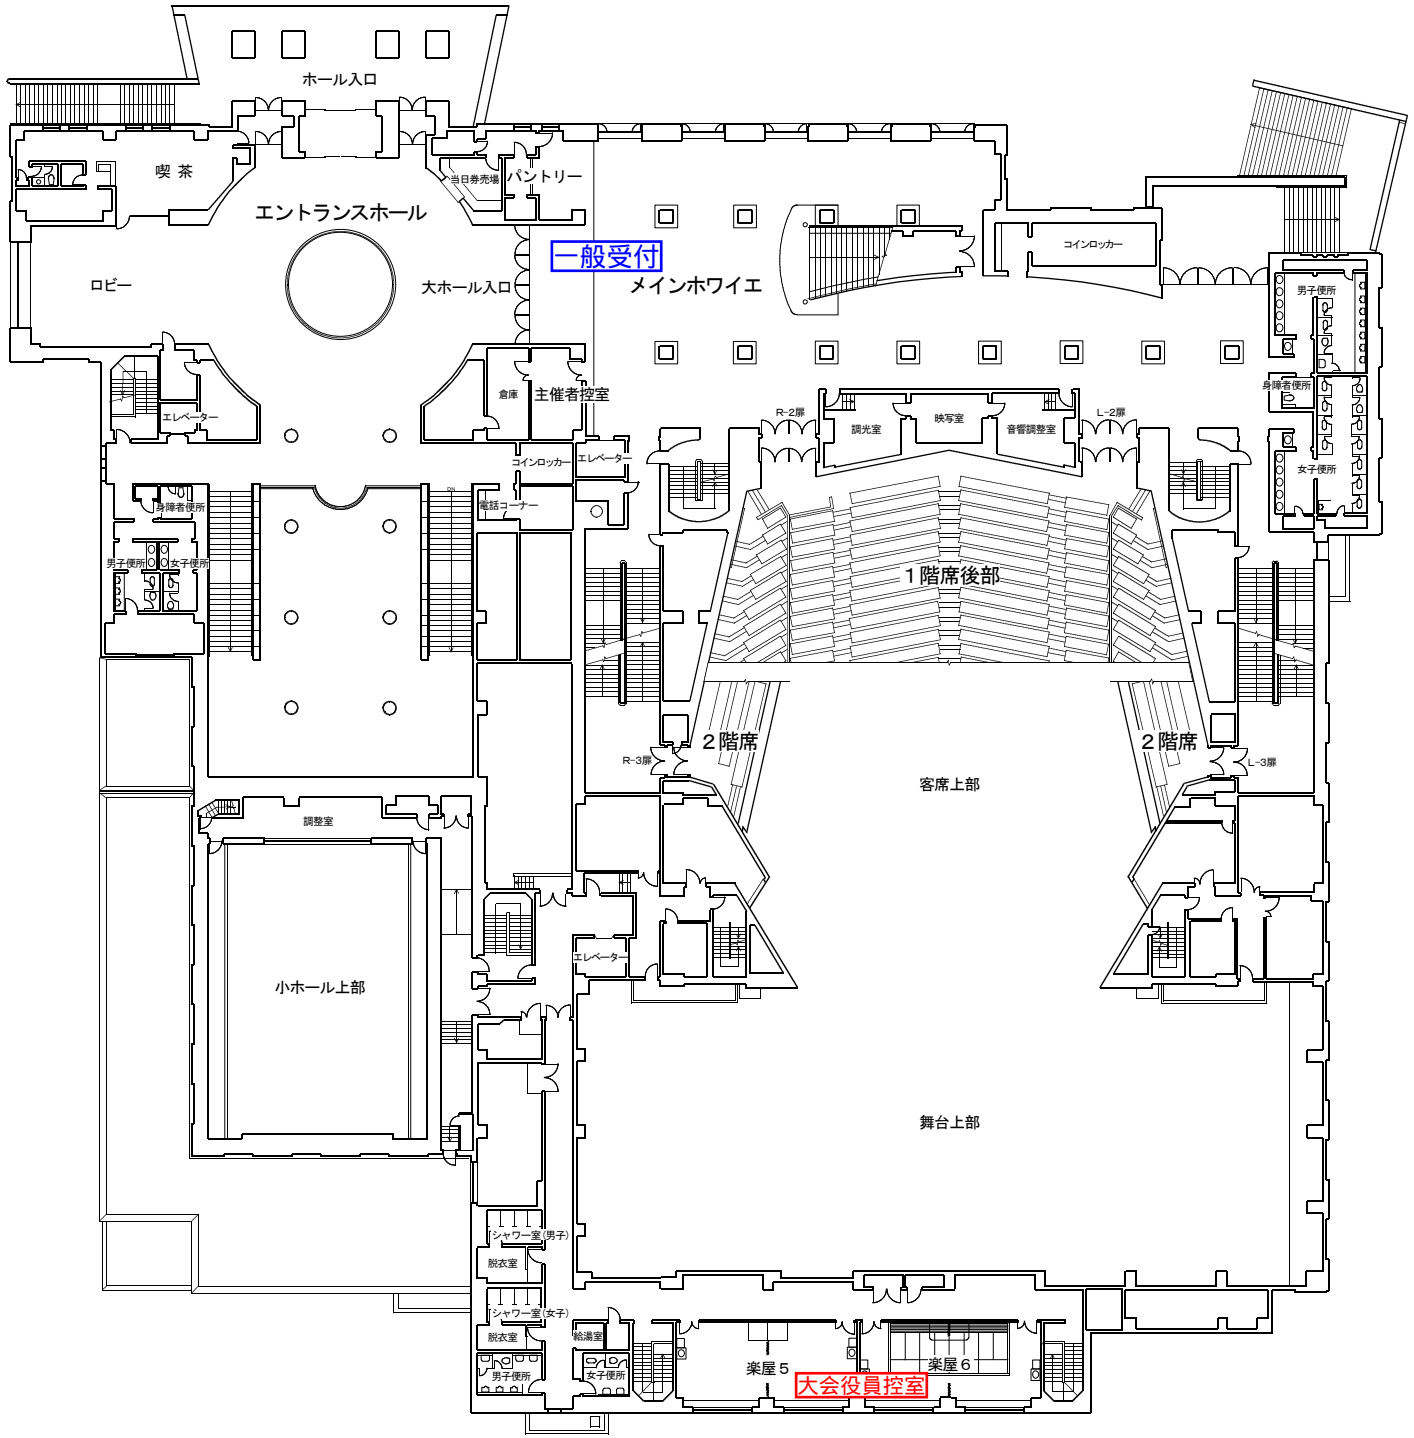 ホール入口
喫 茶
当日券売場
パントリー
エントランスホール
一般受付
コインロッカー
ロビー
大ホール入口
メインホワイエ
男子便所
倉庫
主催者控室
身障者便所
エレベーター
R-2扉
調光室
映写室
音響調整室
L-2扉
コインロッカー
エレベーター
女子便所
DN
電話コーナー
身障者便所
男子便所
女子便所
1階席後部
2階席
2階席
R-3扉
L-3扉
客席上部
調整室
エレベーター
小ホール上部
舞台上部
シャワー室(男子)
脱衣室
シャワー室(女子)
脱衣室
給湯室
男子便所
女子便所
楽屋5
楽屋6
大会役員控室